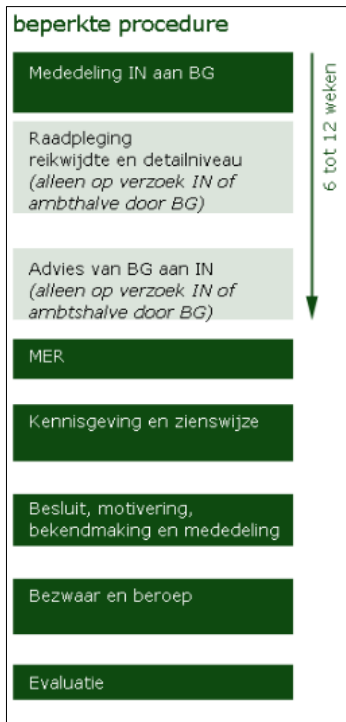 beperkte procedure
Mededeling IN aan BG
Raadpleging
reikwijdte en detailniveau
(alleen op verzoek IN of
ambthalve door BG)
Advies van BG aan IN
(alleen op verzoek IN of
ambtshalve door BG)
MER
Kennisgeving en zienswijze
Besluit, motivering,
bekendmaking en mededeling
Bezwaar en beroep
Evaluatie
6 tot 12 weken